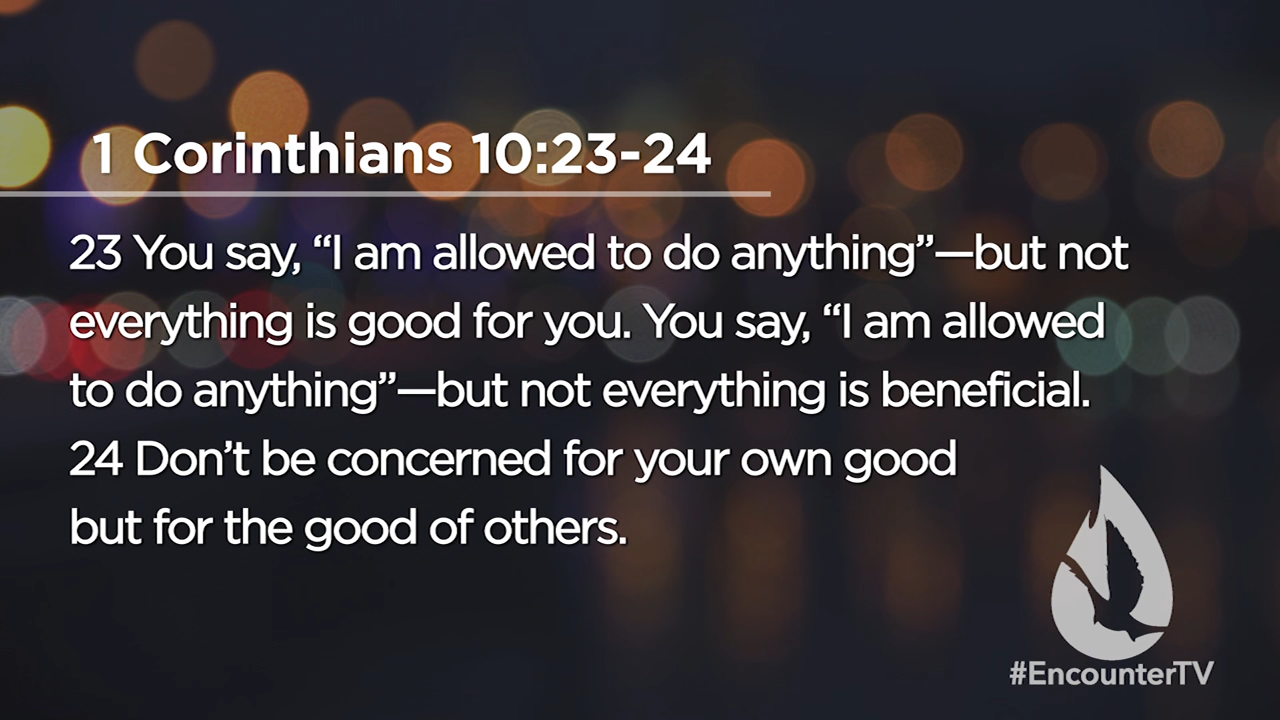 1 Corinthians 10:23-24
23 You say, “I am allowed to do anything”—but not
everything is good for you. You say, “I am allowed
to do anything”—but not everything is beneficial.
24 Don’t be concerned for your own good
but for the good of others.
#EncounterTV